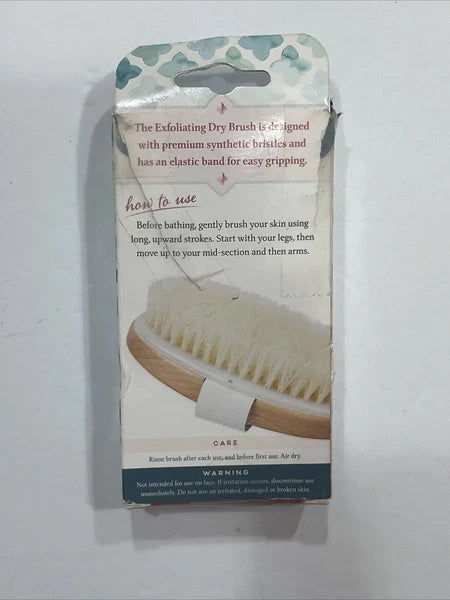 The Exfoliating Dry Brush is designed
with premium synthetic bristles and
has an elastic band for easy gripping.
how to use
Before bathing, gently brush your skin using
long, upward strokes. Start with your legs, then
move up to your mid-section and then arms.
CARE
Rinse brush after each use, and before first use. Air dry.
WARNING
Not intended for use on face. If irritation occurs, discontinue use
immediately. Do not use on irritated, damaged or broken skin.